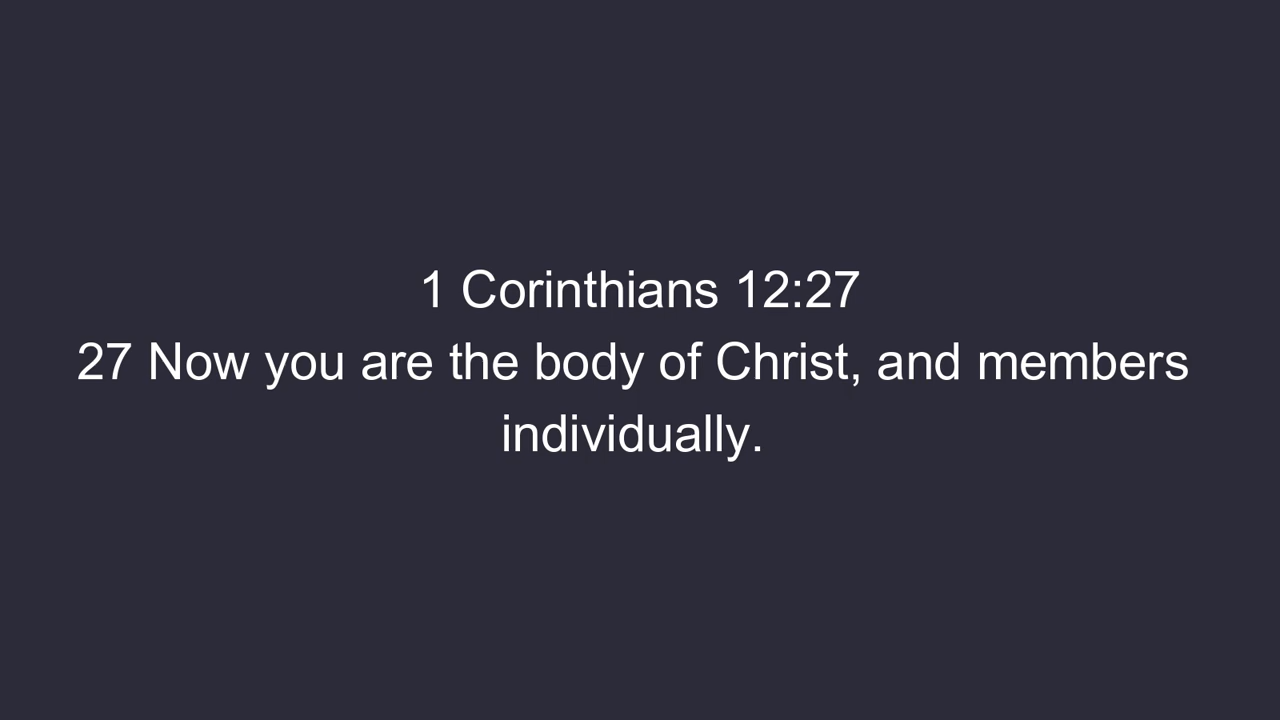 1 Corinthians 12:27
27 Now you are the body of Christ, and members
individually.